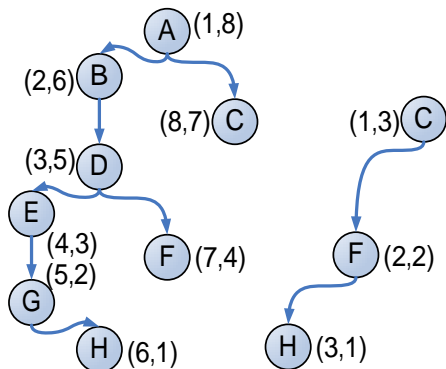 A (1,8)
B
(2,6)
C
(8,7)
(1,3) C
(3,5) D
E
(4,3)
F (7,4)
F (2,2)
(5,2)
G
H (6,1)
H (3,1)